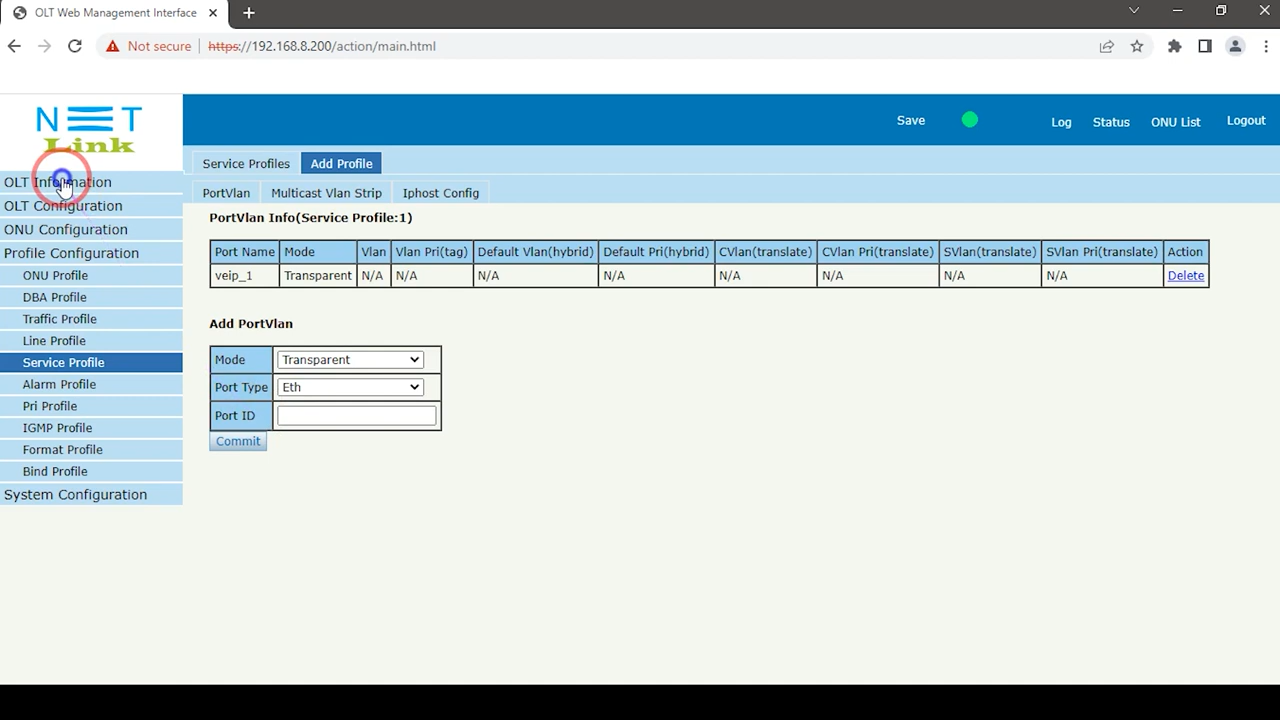 OLT Web Management Interface
Not secure https://192.168.8.200/action/main.html
NET
Link
Save Log Status ONU List Logout
Service Profiles Add Profile
PortVlan Multicast Vlan Strip Iphost Config
OLT Information
OLT Configuration
ONU Configuration
Profile Configuration
ONU Profile
DBA Profile
Traffic Profile
Line Profile
Service Profile
Alarm Profile
Pri Profile
IGMP Profile
Format Profile
Bind Profile
System Configuration
PortVlan Info(Service Profile:1)
Port Name Mode Vlan Vlan Pri(tag) Default Vlan(hybrid) Default Pri(hybrid) CVlan(translate) CVlan Pri(translate) SVlan(translate) SVlan Pri(translate) Action
veip_1 Transparent N/A N/A N/A N/A N/A N/A N/A N/A Delete
Add PortVlan
Mode Transparent
Port Type Eth
Port ID
Commit